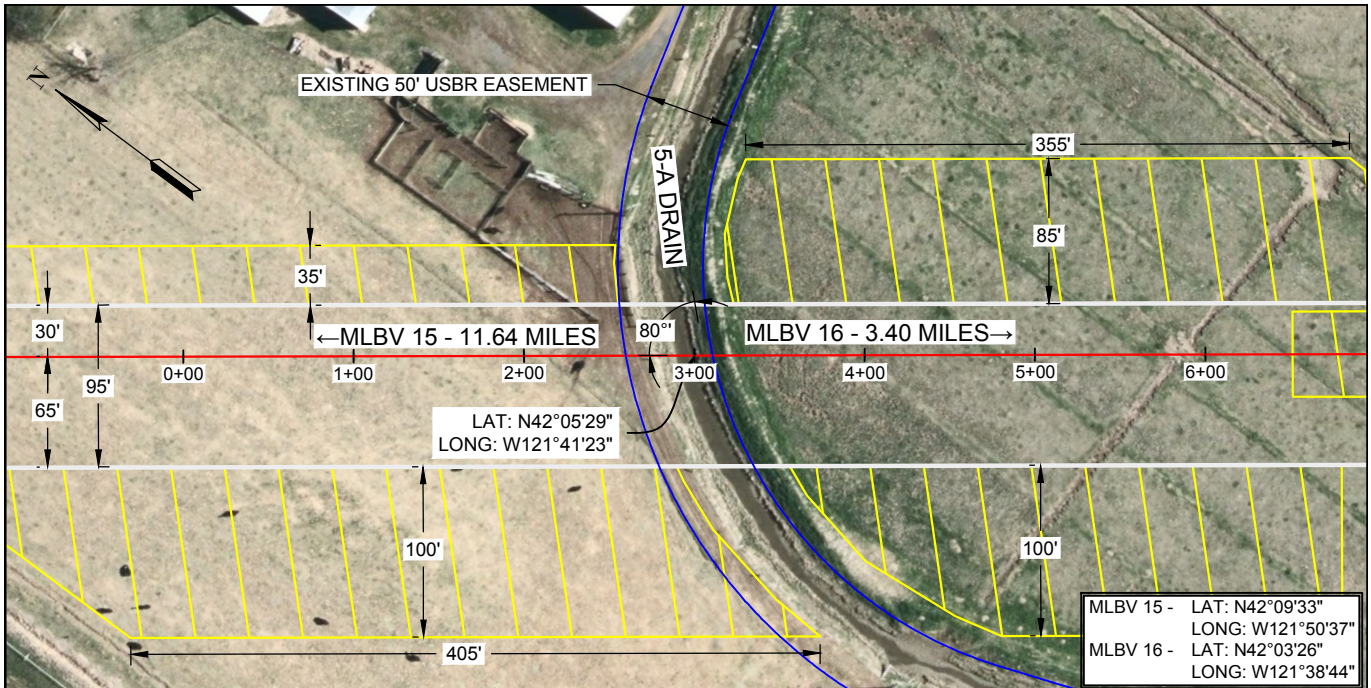 N
EXISTING 50' USBR EASEMENT
5-A DRAIN
355'
85'
35'
30'
←MLBV 15 - 11.64 MILES
80°'
MLBV 16 - 3.40 MILES→
0+00
1+00
2+00
3+00
4+00
5+00
6+00
95'
65'
LAT: N42°05'29"
LONG: W121°41'23"
100'
100'
405'
MLBV 15 - LAT: N42°09'33"
LONG: W121°50'37"
MLBV 16 - LAT: N42°03'26"
LONG: W121°38'44"